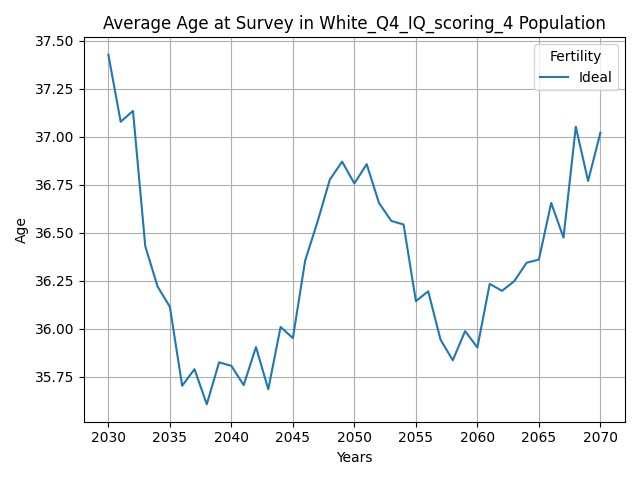 Average Age at Survey in White_Q4_IQ_scoring_4 Population
37.50
37.25
37.00
36.75
36.50
36.25
36.00
35.75
Age
Fertility
Ideal
2030 2035 2040 2045 2050 2055 2060 2065 2070
Years